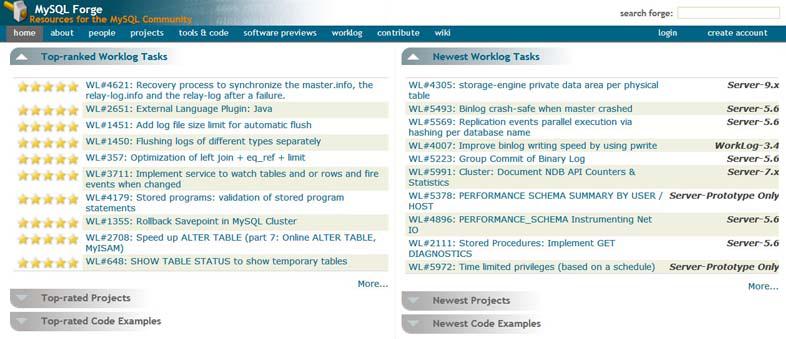 MySQL Forge
Resources for the MySQL Community
search forge:
home about people projects tools & code software previews worklog contribute wiki login create account
Top-ranked Worklog Tasks
WL#4621: Recovery process to synchronize the master.info, the
relay-log.info and the relay-log after a failure.
WL#2651: External Language Plugin: Java
WL#1451: Add log file size limit for automatic flush
WL#1450: Flushing logs of different types separately
WL#357: Optimization of left join + eq_ref + limit
WL#3711: Implement service to watch tables and or rows and fire
events when changed
WL#4179: Stored programs: validation of stored program
statements
WL#1355: Rollback Savepoint in MySQL Cluster
WL#2708: Speed up ALTER TABLE (part 7: Online ALTER TABLE,
MyISAM)
WL#648: SHOW TABLE STATUS to show temporary tables
More...
Top-rated Projects
Top-rated Code Examples
Newest Worklog Tasks
WL#4305: storage-engine private data area per physical Server-9.x
table
WL#5493: Binlog crash-safe when master crashed Server-5.6
WL#5569: Replication events parallel execution via Server-5.6
hashing per database name
WL#4007: Improve binlog writing speed by using pwrite WorkLog-3.4
WL#5223: Group Commit of Binary Log Server-5.6
WL#5991: Cluster: Document NDB API Counters & Server-7.x
Statistics
WL#5378: PERFORMANCE SCHEMA SUMMARY BY USER / Server-Prototype Only
HOST
WL#4896: PERFORMANCE_SCHEMA Instrumenting Net Server-5.6
IO
WL#2111: Stored Procedures: Implement GET Server-5.6
DIAGNOSTICS
WL#5972: Time limited privileges (based on a schedule) Server-Prototype Only
More...
Newest Projects
Newest Code Examples